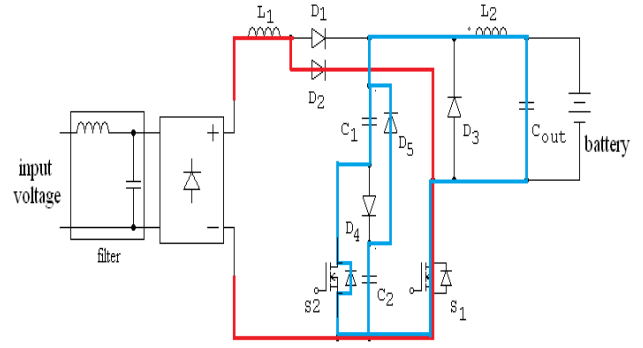 L1
D1
L2
D2
C1
D5
D3
Cout
battery
+
input
voltage
−
filter
D4
S2
C2
S1